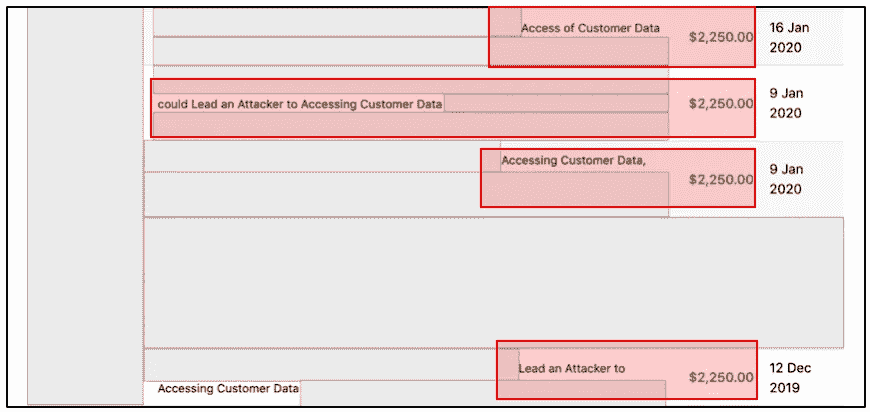 Access of Customer Data
$2,250.00
16 Jan
2020
could Lead an Attacker to Accessing Customer Data
$2,250.00
9 Jan
2020
Accessing Customer Data,
$2,250.00
9 Jan
2020
Lead an Attacker to
Accessing Customer Data
$2,250.00
12 Dec
2019